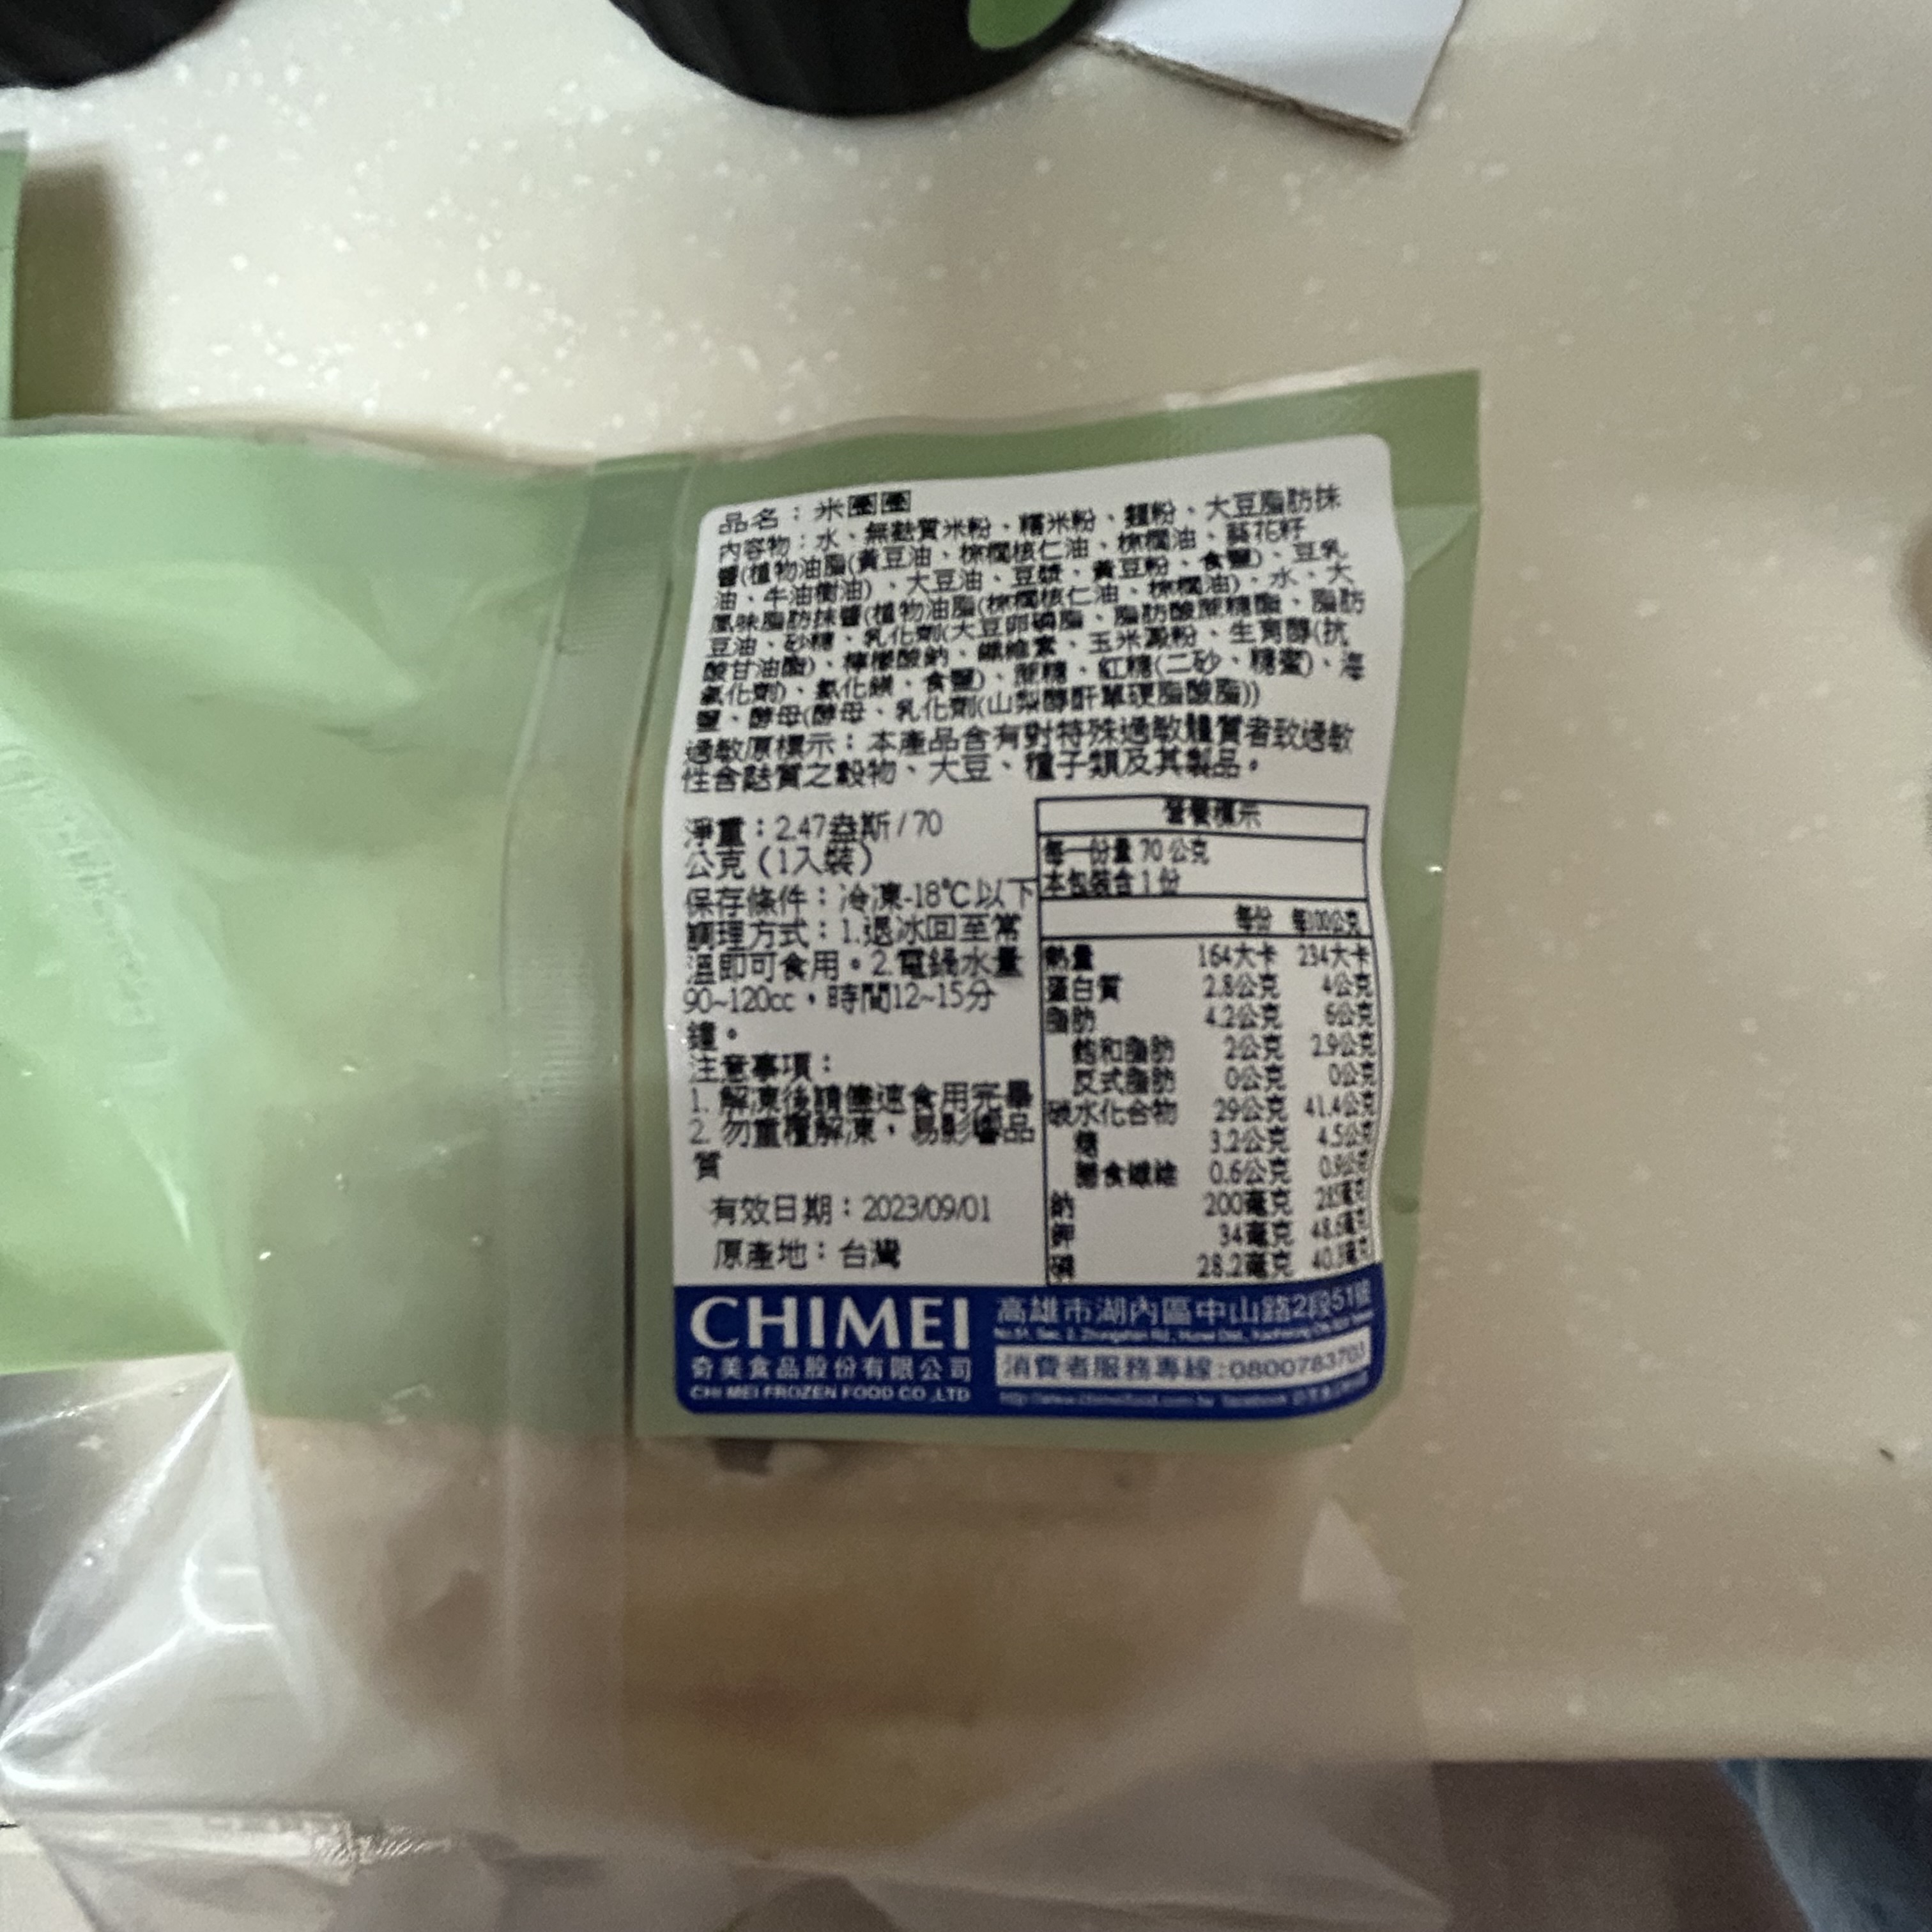 品名：米圈圈
內容物：水、無麩質米粉、糯米粉、麵粉、大豆脂肪抹
醬(植物油脂(黃豆油、棕櫚核仁油、棕櫚油、葵花籽
油、牛油樹油)、大豆油、豆漿、黃豆粉、食鹽)、豆乳
風味脂肪抹醬(植物油脂(棕櫚核仁油、棕櫚油)、水、大
豆油、砂糖、乳化劑(大豆卵磷脂、脂肪酸蔗糖酯、脂肪
酸甘油酯)、檸檬酸鈉、纖維素、玉米澱粉、生育醇(抗
氧化劑)、氯化鎂、食鹽)、蔗糖、紅糖(二砂、糖蜜)、海
鹽、酵母(酵母、乳化劑(山梨醇酐單硬脂酸酯))
過敏原標示：本產品含有對特殊過敏體質者致過敏
性含麩質之穀物、大豆、種子類及其製品。
淨重：2.47盎斯/70
公克（1入裝）
保存條件：冷凍-18℃以下
調理方式：1.退冰回至常
溫即可食用。2.電鍋水量
90~120cc，時間12~15分
鐘。
注意事項：
1. 解凍後請儘速食用完畢
2. 勿重覆解凍，易影響品
質
有效日期：2023/09/01
原產地：台灣
營養標示
每一份量 70 公克
本包裝含 1 份
每份 每100公克
熱量 164大卡 234大卡
蛋白質 2.8公克 4公克
脂肪 4.2公克 6公克
飽和脂肪 2公克 2.9公克
反式脂肪 0公克 0公克
碳水化合物 29公克 41.4公克
糖 3.2公克 4.5公克
膳食纖維 0.6公克
鈉 200毫克
鉀 34毫克 48.6毫克
磷 28.2毫克
CHIMEI
奇美食品股份有限公司
CHI MEI FROZEN FOOD CO.,LTD
高雄市湖內區中山路2段51號
消費者服務專線:0800783701